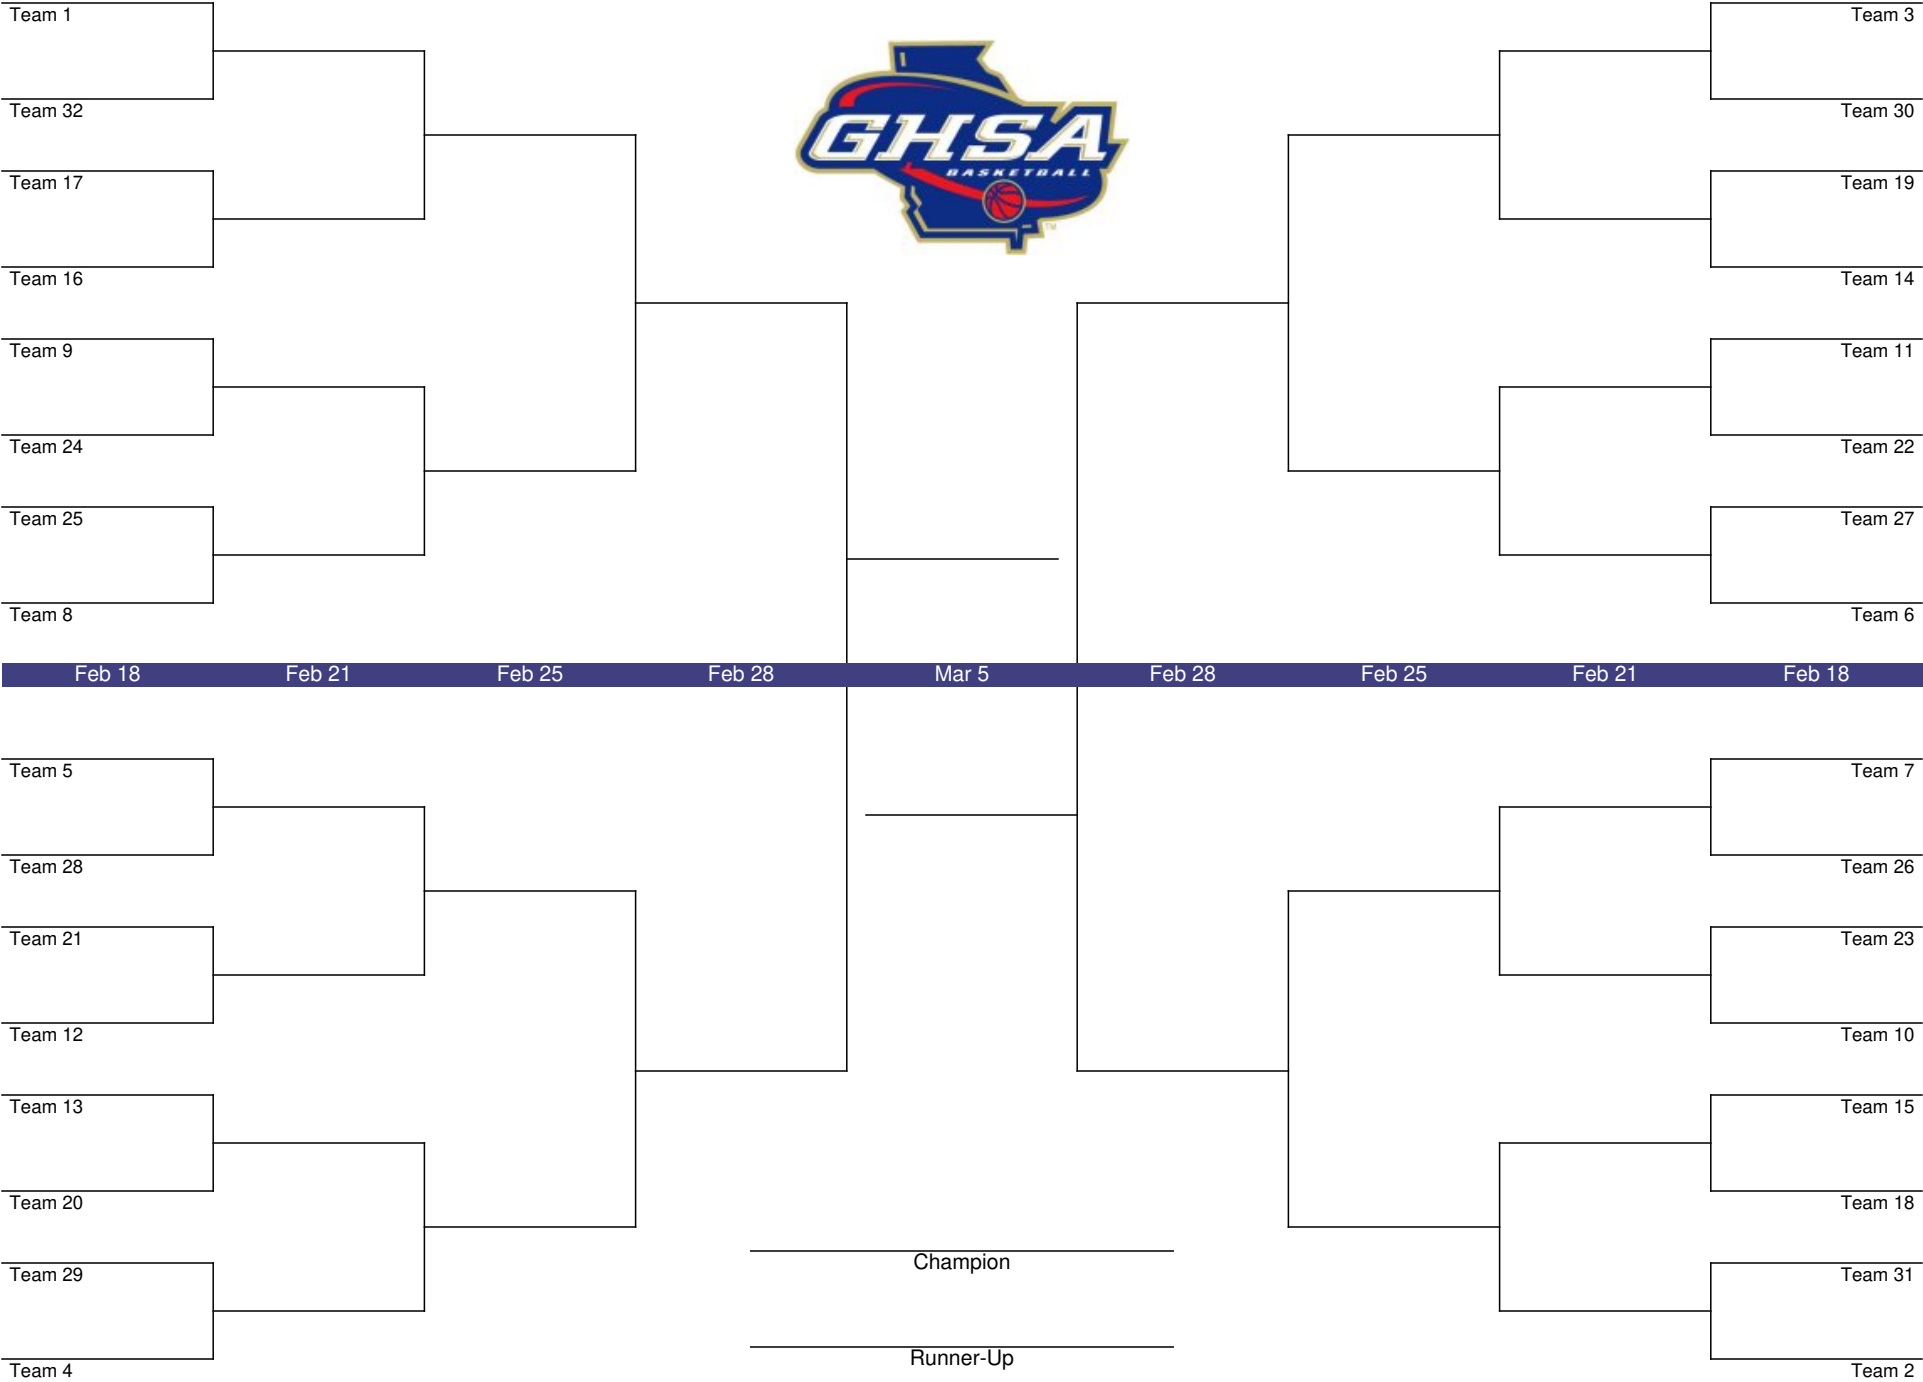 Team 1
Team 3
Team 32
Team 30
GHSA
BASKETBALL
TM
Team 17
Team 19
Team 16
Team 14
Team 9
Team 11
Team 24
Team 22
Team 25
Team 27
Team 8
Team 6
Feb 18 Feb 21 Feb 25 Feb 28 Mar 5 Feb 28 Feb 25 Feb 21 Feb 18
Team 5
Team 7
Team 28
Team 26
Team 21
Team 23
Team 12
Team 10
Team 13
Team 15
Team 20
Team 18
Champion
Team 29
Team 31
Runner-Up
Team 4
Team 2